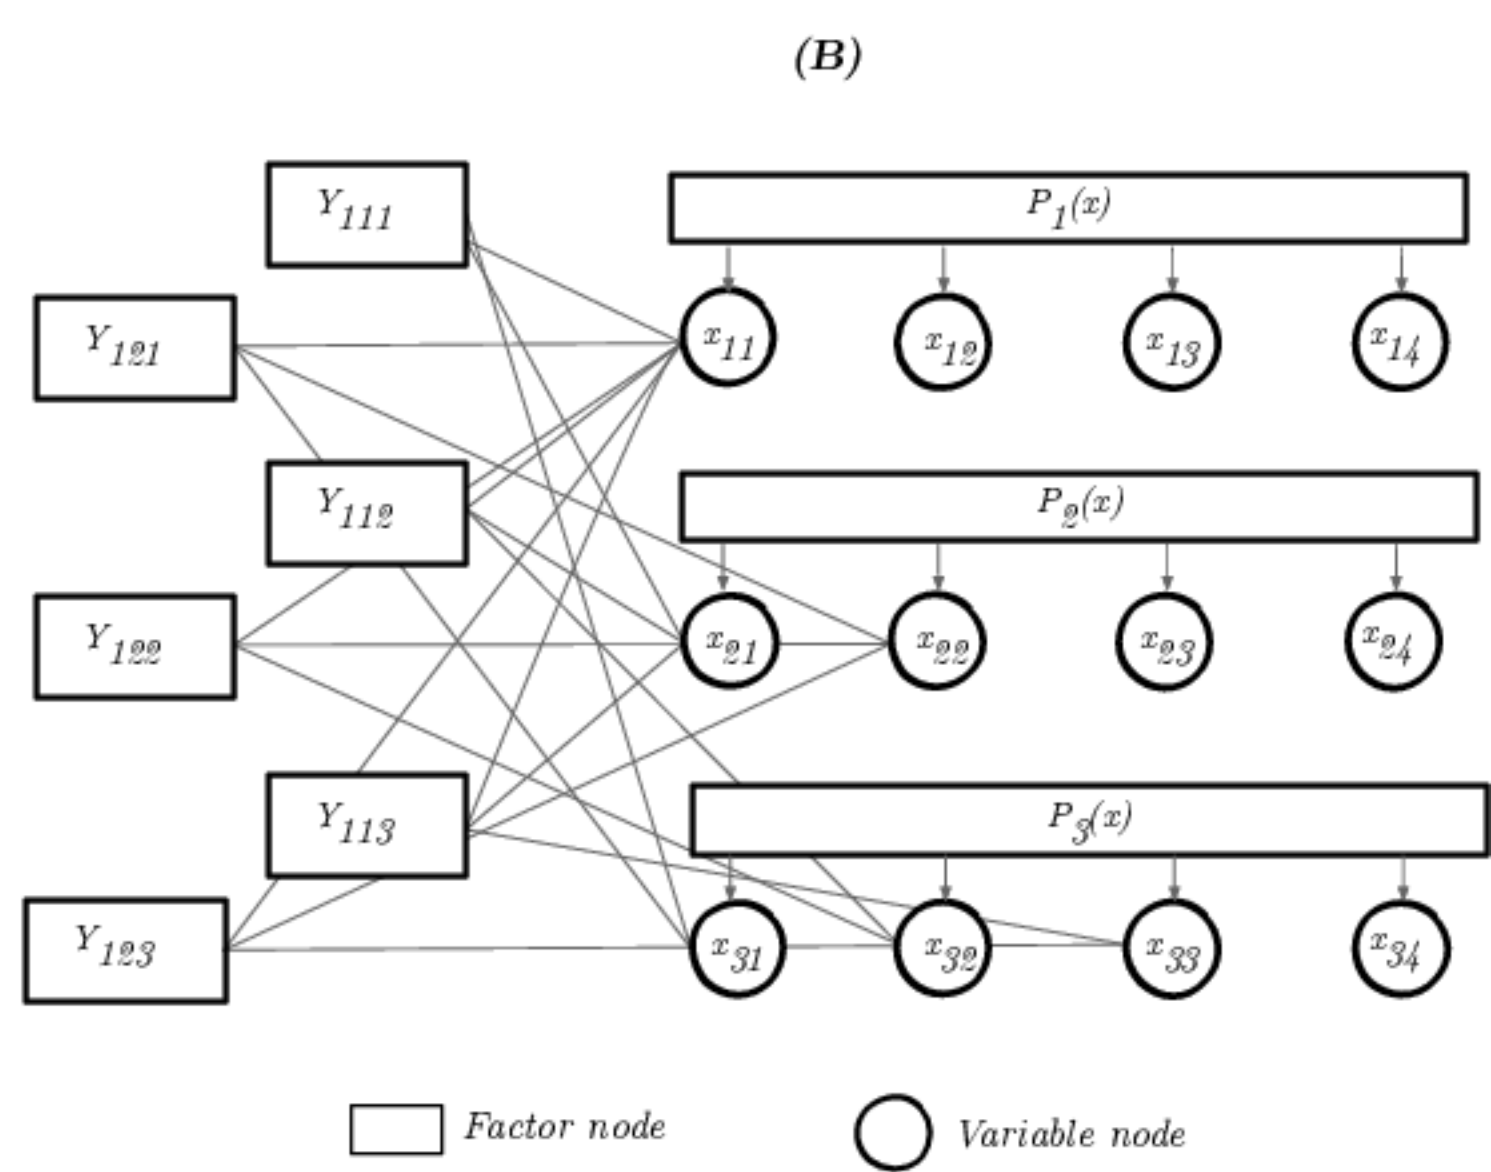 (B)
Y111
P1(x)
Y121
x11 x12 x13 x14
Y112
P2(x)
Y122
x21 x22 x23 x24
Y113
P3(x)
Y123
x31 x32 x33 x34
Factor node
Variable node